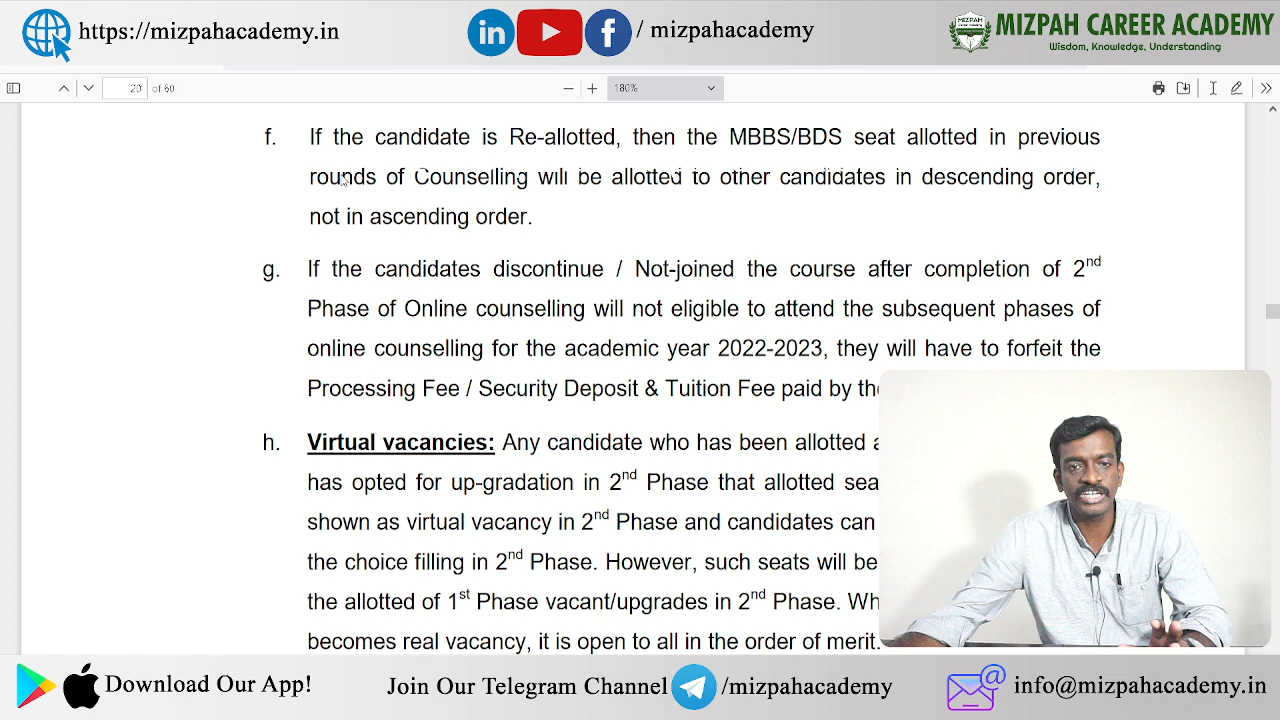 https://mizpahacademy.in
in f / mizpahacademy
MIZPAH CAREER ACADEMY
Wisdom, Knowledge, Understanding
20 of 60
180%
f. If the candidate is Re-allotted, then the MBBS/BDS seat allotted in previous
rounds of Counselling will be allotted to other candidates in descending order,
not in ascending order.
g. If the candidates discontinue / Not-joined the course after completion of 2nd
Phase of Online counselling will not eligible to attend the subsequent phases of
online counselling for the academic year 2022-2023, they will have to forfeit the
Processing Fee / Security Deposit & Tuition Fee paid by
h. Virtual vacancies: Any candidate who has been allotted
has opted for up-gradation in 2nd Phase that allotted
shown as virtual vacancy in 2nd Phase and candidates can
the choice filling in 2nd Phase. However, such seats will be
the allotted of 1st Phase vacant/upgrades in 2nd Phase.
becomes real vacancy, it is open to all in the order of merit.
Download Our App!
Join Our Telegram Channel /mizpahacademy
@ info@mizpahacademy.in